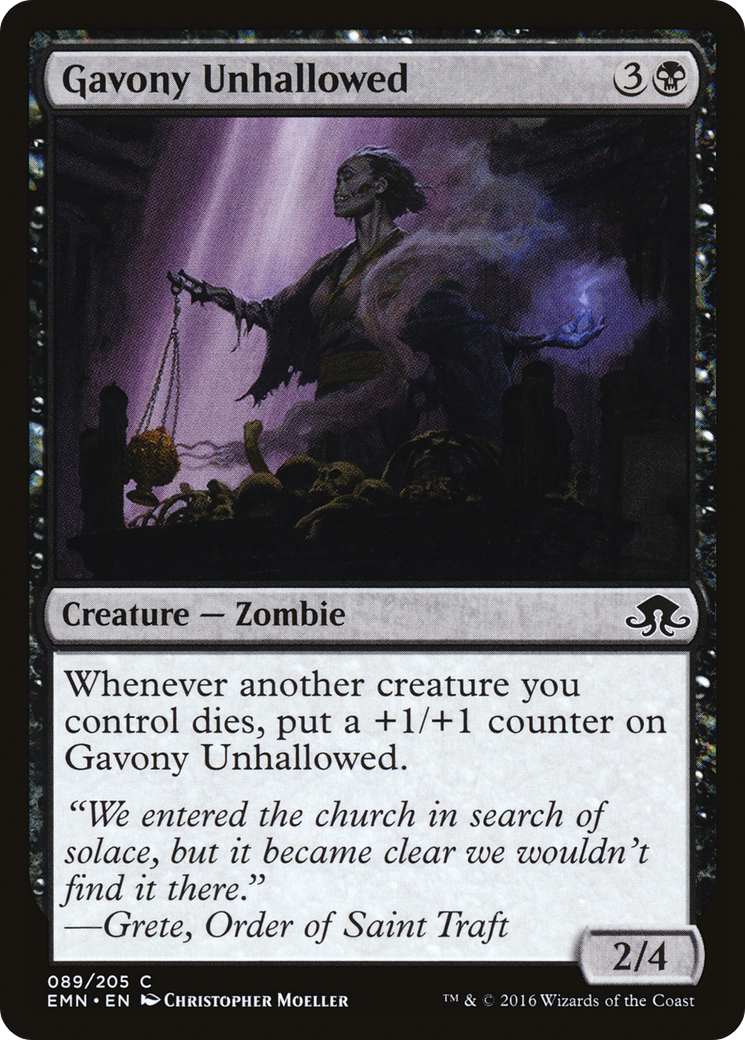 Gavony Unhallowed 3
Creature — Zombie
Whenever another creature you
control dies, put a +1/+1 counter on
Gavony Unhallowed.
“We entered the church in search of
solace, but it became clear we wouldn’t
find it there.”
—Grete, Order of Saint Traft
2/4
089/205 C
EMN • EN Christopher Moeller
™ & © 2016 Wizards of the Coast